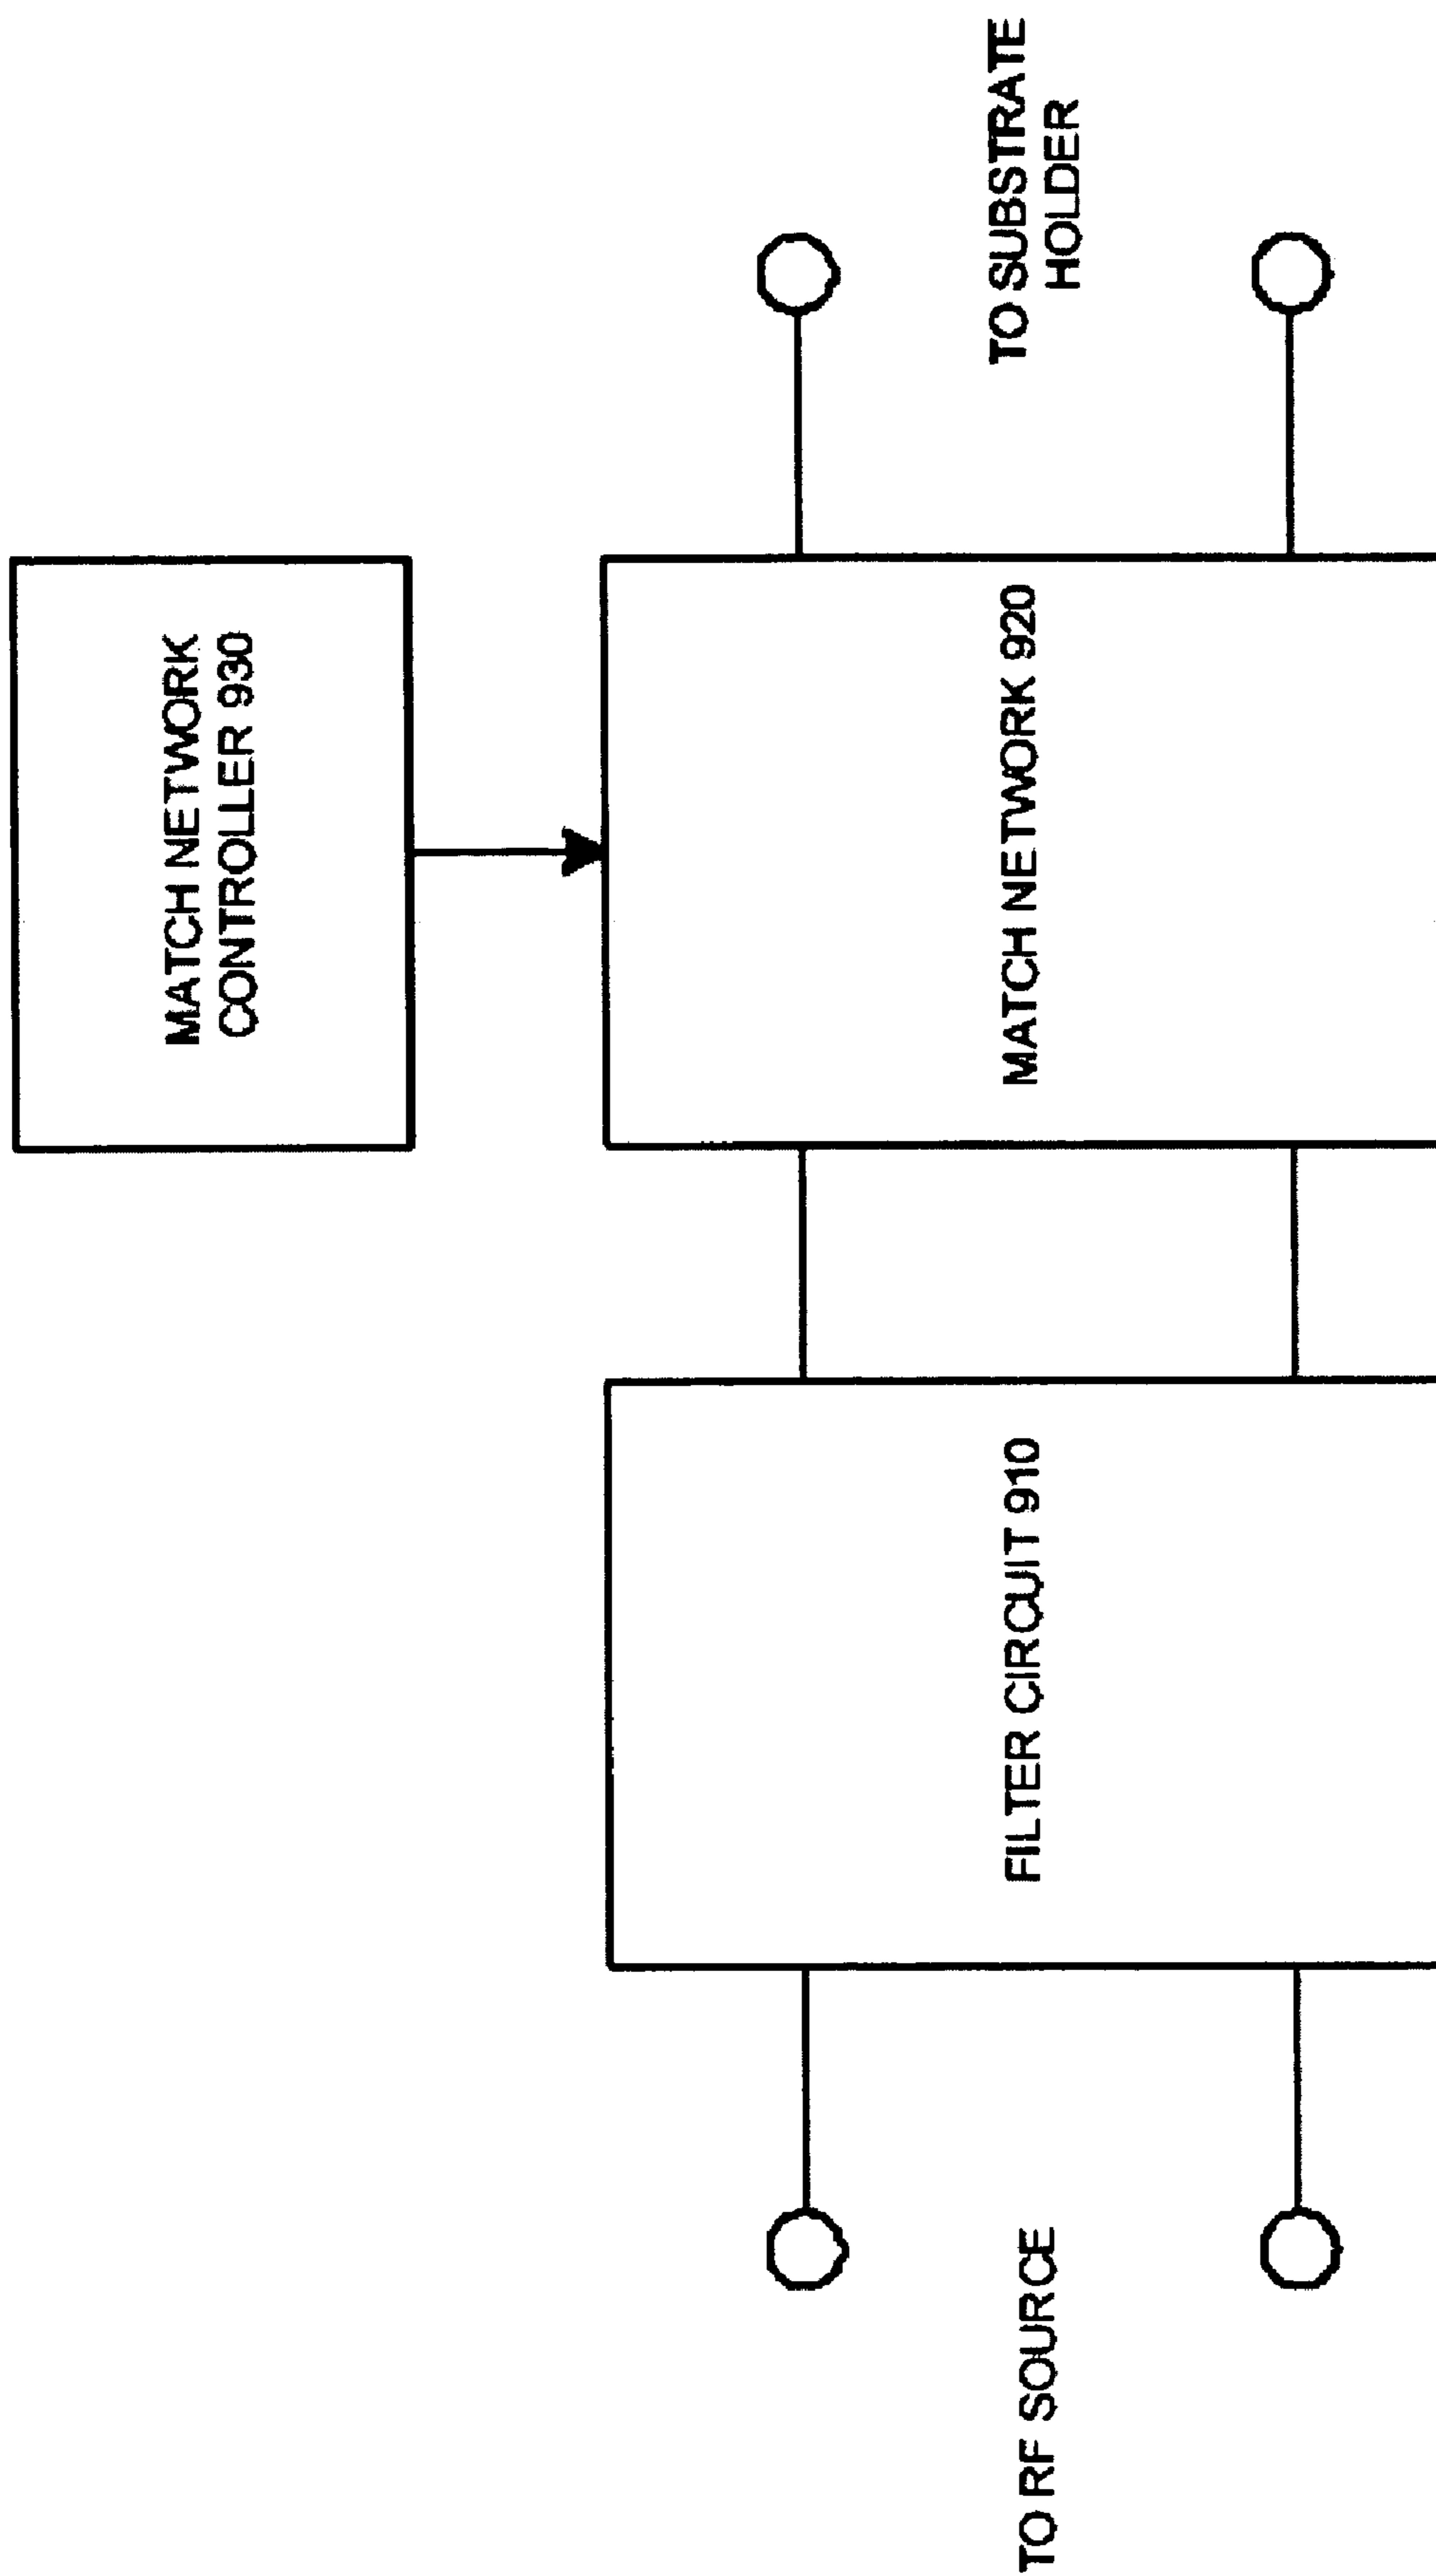 MATCH NETWORK
CONTROLLER 930
TO RF SOURCE
FILTER CIRCUIT 910
MATCH NETWORK 920
TO SUBSTRATE
HOLDER